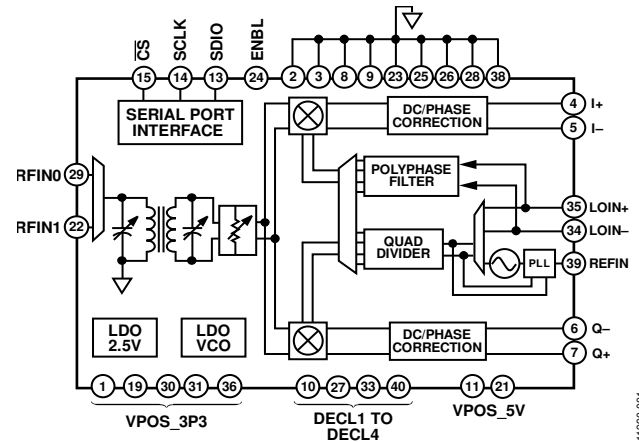 CS
SCLK
SDIO
ENBL
15
14
13
24
2
3
8
9
23
25
26
28
38
SERIAL PORT
INTERFACE
DC/PHASE
CORRECTION
4
I+
5
I–
RFIN0
29
RFIN1
22
POLYPHASE
FILTER
35
LOIN+
34
LOIN–
QUAD
DIVIDER
PLL
39
REFIN
LDO
2.5V
LDO
VCO
DC/PHASE
CORRECTION
6
Q–
7
Q+
1
19
30
31
36
10
27
33
40
11
21
VPOS_3P3
DECL1 TO
DECL4
VPOS_5V